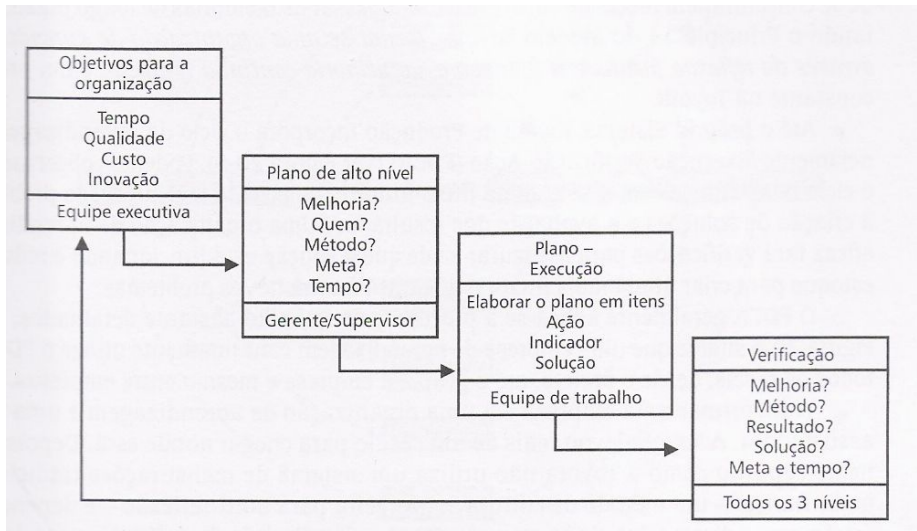 Objetivos para a
organização
Tempo
Qualidade
Custo
Inovação
Equipe executiva
Plano de alto nível
Melhoria?
Quem?
Método?
Meta?
Tempo?
Gerente/Supervisor
Plano –
Execução
Elaborar o plano em itens
Ação
Indicador
Solução
Equipe de trabalho
Verificação
Melhoria?
Método?
Resultado?
Solução?
Meta e tempo?
Todos os 3 níveis